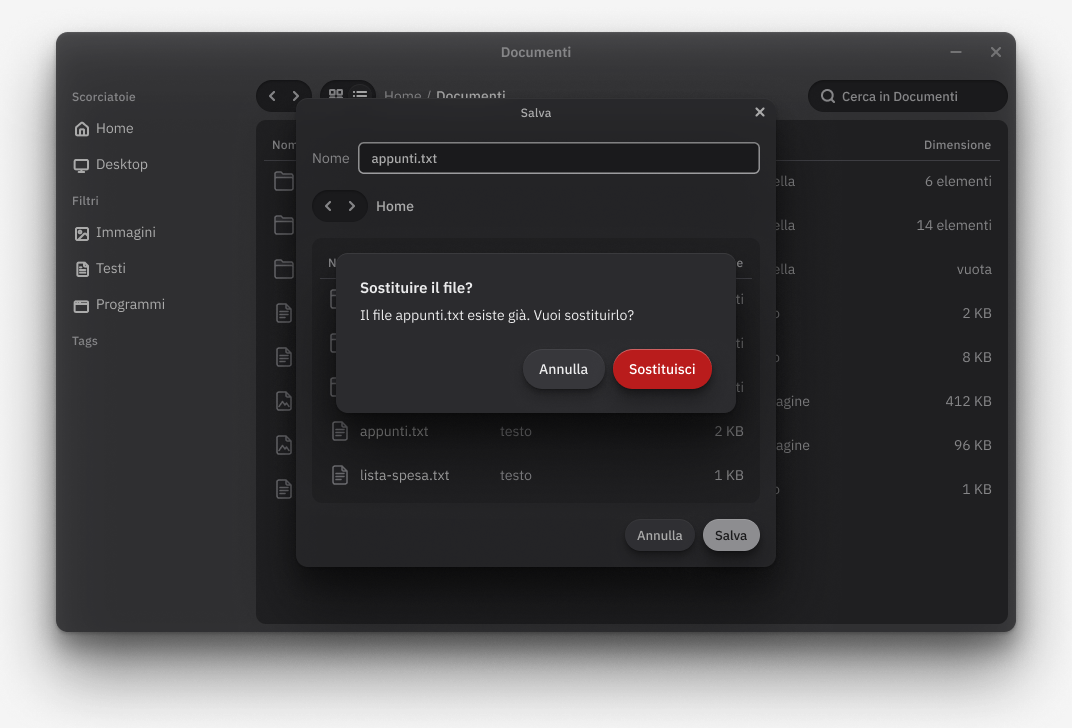 Documenti
Scorciatoie
Home
Desktop
Filtri
Immagini
Testi
Programmi
Tags
Home / Documenti
Cerca in Documenti
Dimensione
6 elementi
14 elementi
vuota
2 KB
8 KB
412 KB
96 KB
1 KB
Salva
Nome appunti.txt
Home
Sostituire il file?
Il file appunti.txt esiste già. Vuoi sostituirlo?
Annulla Sostituisci
appunti.txt testo 2 KB
lista-spesa.txt testo 1 KB
Annulla Salva